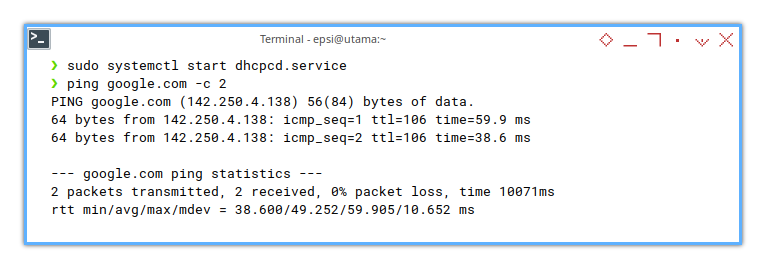 >_
Terminal - epsi@utama:~
❯ sudo systemctl start dhcpcd.service
❯ ping google.com -c 2
PING google.com (142.250.4.138) 56(84) bytes of data.
64 bytes from 142.250.4.138: icmp_seq=1 ttl=106 time=59.9 ms
64 bytes from 142.250.4.138: icmp_seq=2 ttl=106 time=38.6 ms
--- google.com ping statistics ---
2 packets transmitted, 2 received, 0% packet loss, time 10071ms
rtt min/avg/max/mdev = 38.600/49.252/59.905/10.652 ms